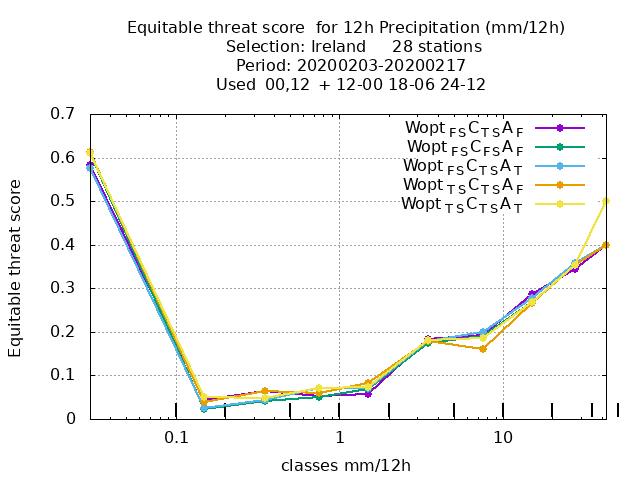 Equitable threat score  for 12h Precipitation (mm/12h)
Selection: Ireland     28 stations
Period: 20200203-20200217
Used  00,12  + 12-00 18-06 24-12
Wopt FS C TS A F
Wopt FS C FS A F
Wopt FS C TS A T
Wopt TS C TS A F
Wopt TS C TS A T
Equitable threat score
0.7
0.6
0.5
0.4
0.3
0.2
0.1
0
0.1 1 10
classes mm/12h